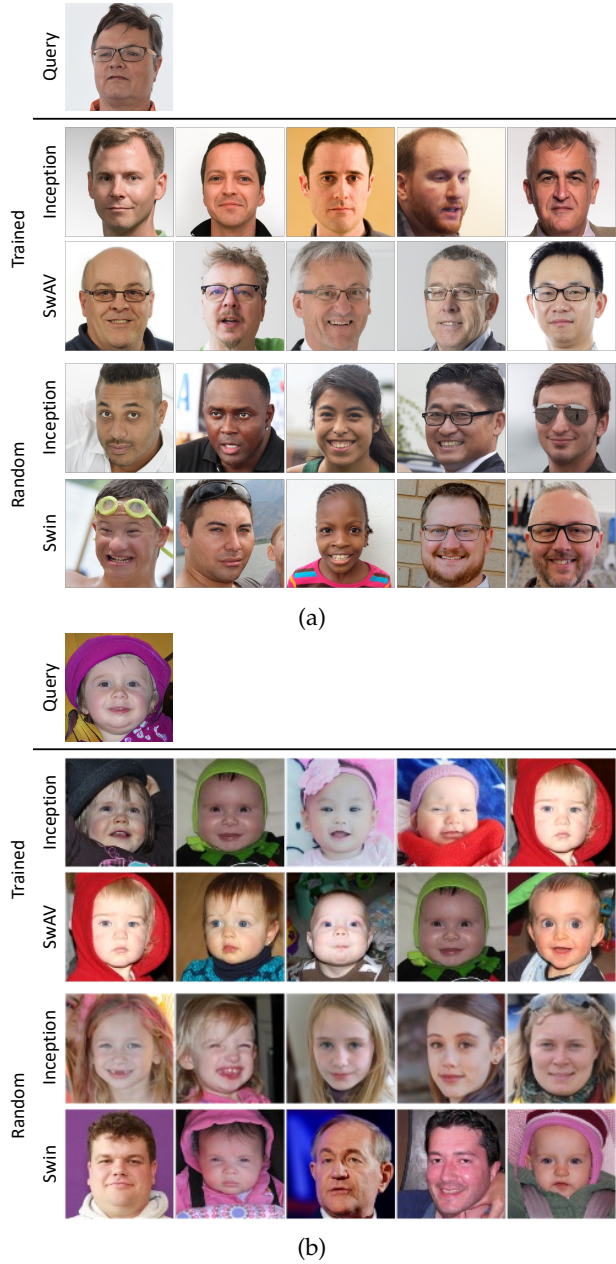 Query
Trained
Inception
SwAV
Random
Inception
Swin
(a)
Query
Trained
Inception
SwAV
Random
Inception
Swin
(b)